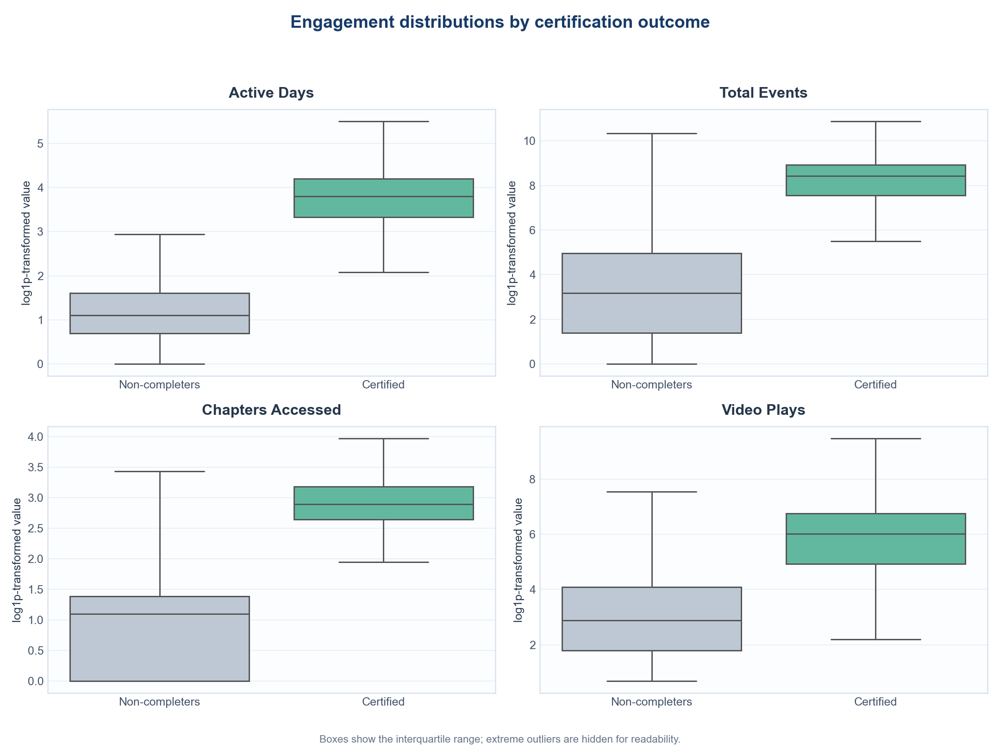 Engagement distributions by certification outcome
Active Days
log1p-transformed value
5
4
3
2
1
0
Non-completers
Certified
Total Events
log1p-transformed value
10
8
6
4
2
0
Non-completers
Certified
Chapters Accessed
log1p-transformed value
4.0
3.5
3.0
2.5
2.0
1.5
1.0
0.5
0.0
Non-completers
Certified
Video Plays
log1p-transformed value
8
6
4
2
Non-completers
Certified
Boxes show the interquartile range; extreme outliers are hidden for readability.